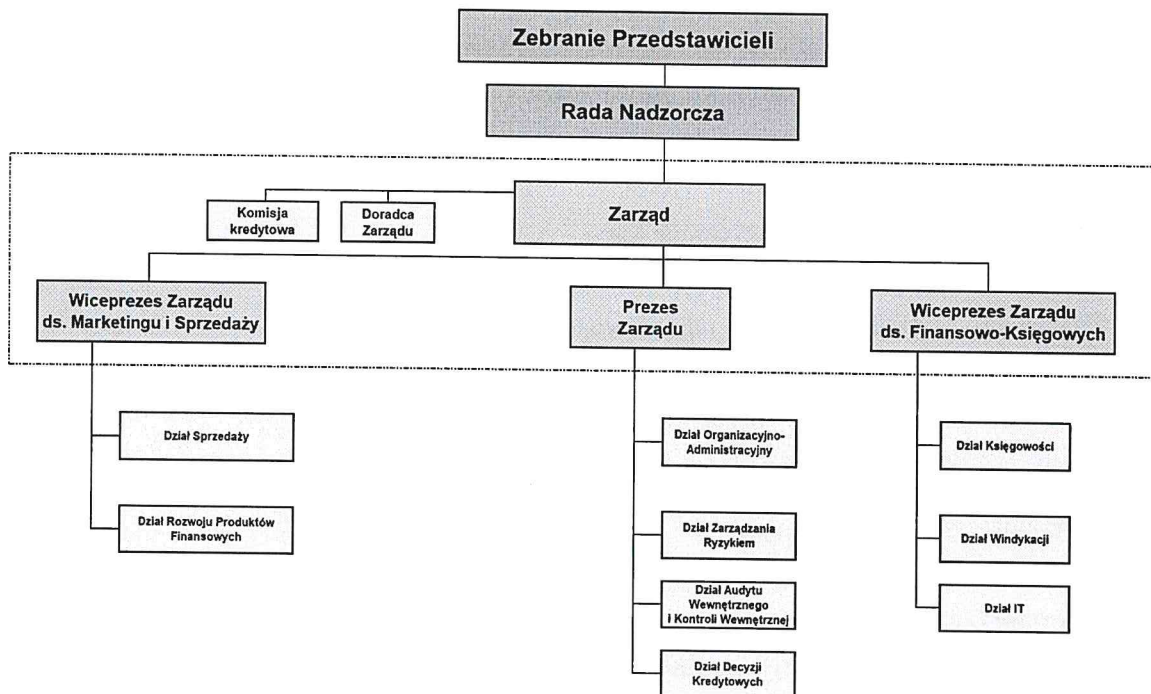 Zebranie Przedstawicieli
Rada Nadzorcza
Zarząd
Komisja
kredytowa
Doradca
Zarządu
Wiceprezes Zarządu
ds. Marketingu i Sprzedaży
Prezes
Zarządu
Wiceprezes Zarządu
ds. Finansowo-Księgowych
Dział Sprzedaży
Dział Rozwoju Produktów
Finansowych
Dział Organizacyjno-
Administracyjny
Dział Zarządzania
Ryzykiem
Dział Audytu
Wewnętrznego
i Kontroli Wewnętrznej
Dział Decyzji
Kredytowych
Dział Księgowości
Dział Windykacji
Dział IT